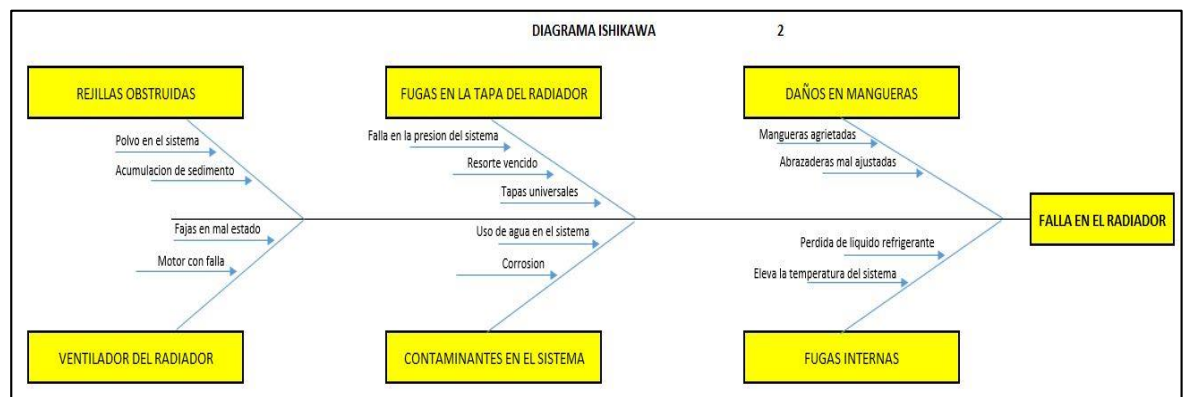 DIAGRAMA ISHIKAWA 2
REJILLAS OBSTRUIDAS
FUGAS EN LA TAPA DEL RADIADOR
DAÑOS EN MANGUERAS
Polvo en el sistema
Acumulacion de sedimento
Falla en la presion del sistema
Resorte vencido
Tapas universales
Mangueras agrietadas
Abrazaderas mal ajustadas
FALLA EN EL RADIADOR
Fajas en mal estado
Motor con falla
Uso de agua en el sistema
Corrosion
Perdida de liquido refrigerante
Eleva la temperatura del sistema
VENTILADOR DEL RADIADOR
CONTAMINANTES EN EL SISTEMA
FUGAS INTERNAS